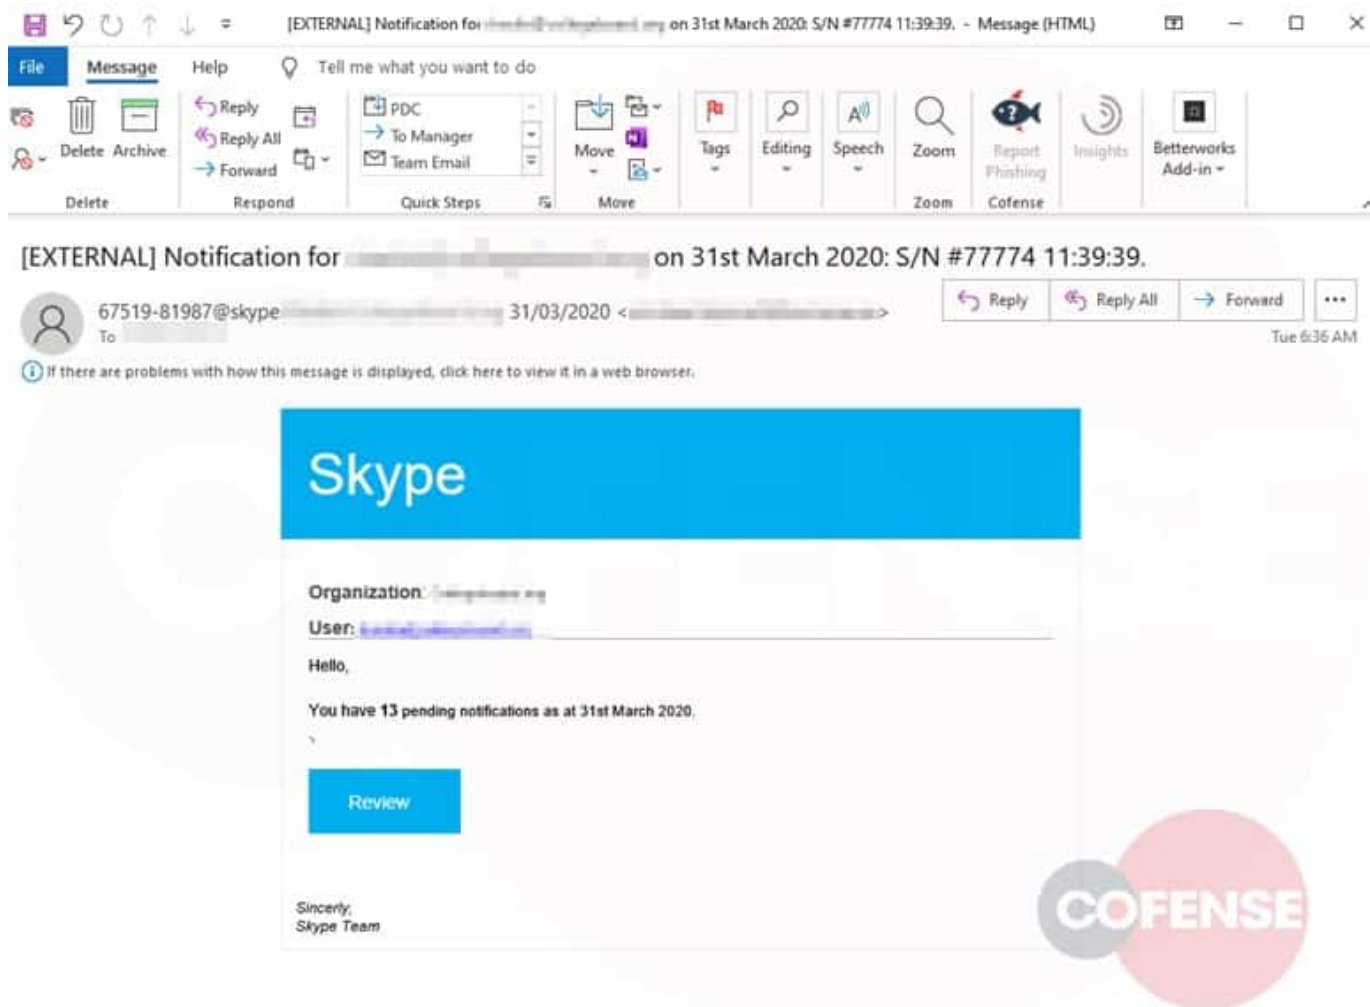 [EXTERNAL] Notification for on 31st March 2020: S/N #77774 11:39:39. - Message (HTML)
File Message Help Tell me what you want to do
Delete Archive
Reply
Reply All
Forward
PDC
To Manager
Team Email
Move
Tags
Editing
Speech
Zoom
Report
Phishing
Insights
Betterworks
Add-in
Delete Respond Quick Steps Move Zoom Cofense
[EXTERNAL] Notification for on 31st March 2020: S/N #77774 11:39:39.
67519-81987@skype 31/03/2020 < >
Reply Reply All Forward ...
To
Tue 6:36 AM
If there are problems with how this message is displayed, click here to view it in a web browser.
Skype
Organization:
User:
Hello,
You have 13 pending notifications as at 31st March 2020.
Review
Sincerly,
Skype Team
COFENSE